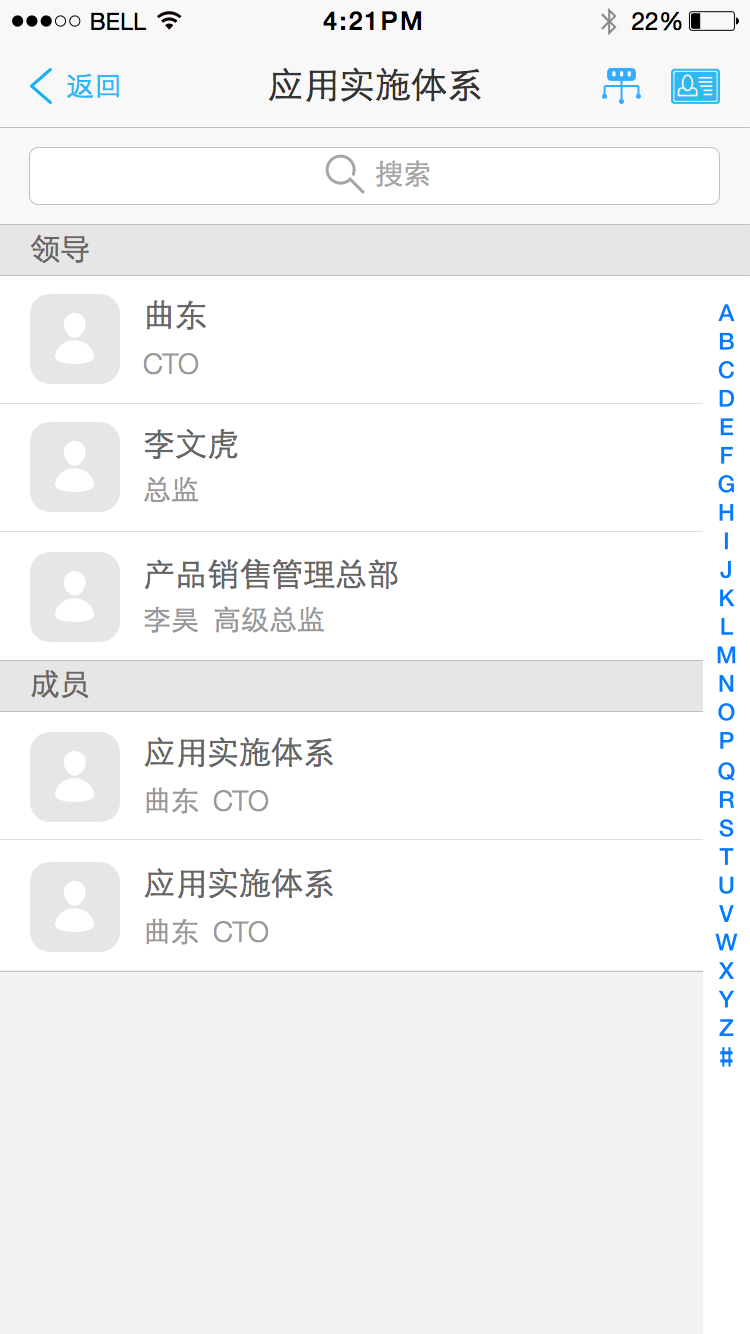 BELL 4:21PM 22%
返回 应用实施体系
搜索
领导
曲东
CTO
李文虎
总监
产品销售管理总部
李昊 高级总监
成员
应用实施体系
曲东 CTO
应用实施体系
曲东 CTO
A
B
C
D
E
F
G
H
I
J
K
L
M
N
O
P
Q
R
S
T
U
V
W
X
Y
Z
#